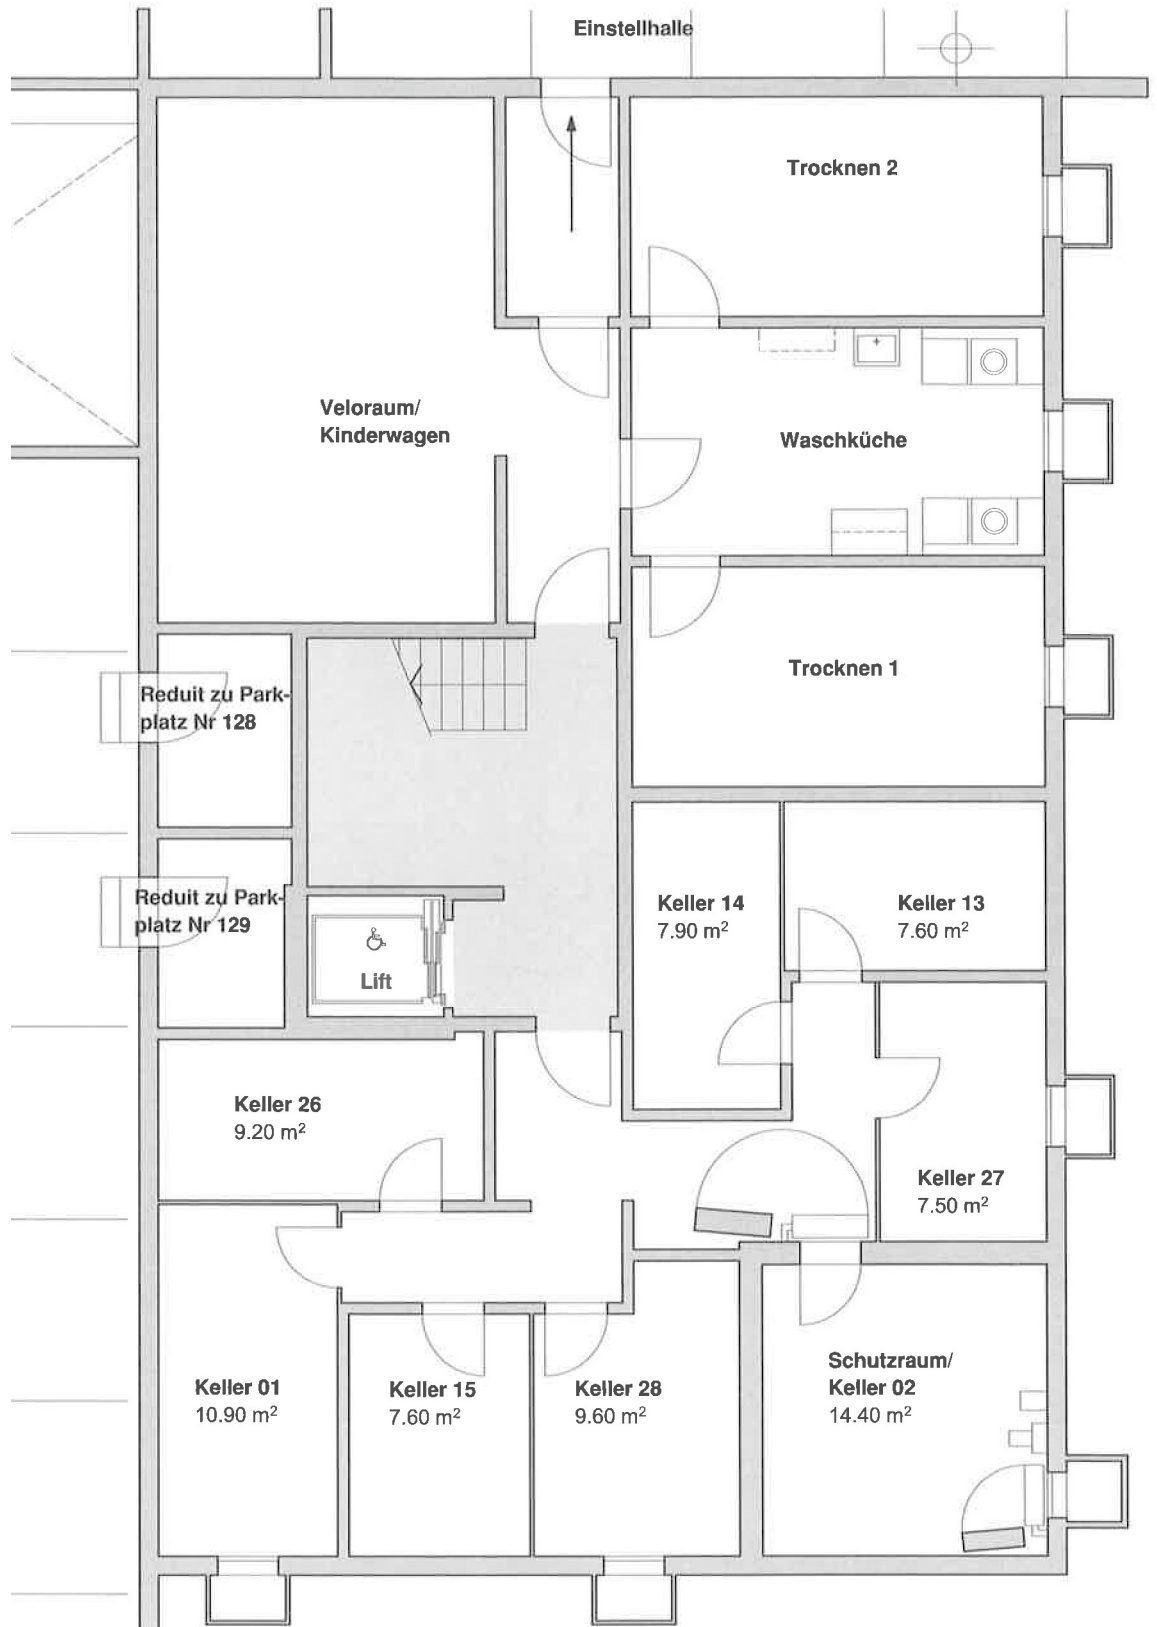 Einstellhalle
Trocknen 2
Veloraum/
Kinderwagen
Waschküche
Trocknen 1
Reduit zu Park-
platz Nr 128
Reduit zu Park-
platz Nr 129
Lift
Keller 14
7.90 m²
Keller 13
7.60 m²
Keller 26
9.20 m²
Keller 27
7.50 m²
Keller 01
10.90 m²
Keller 15
7.60 m²
Keller 28
9.60 m²
Schutzraum/
Keller 02
14.40 m²